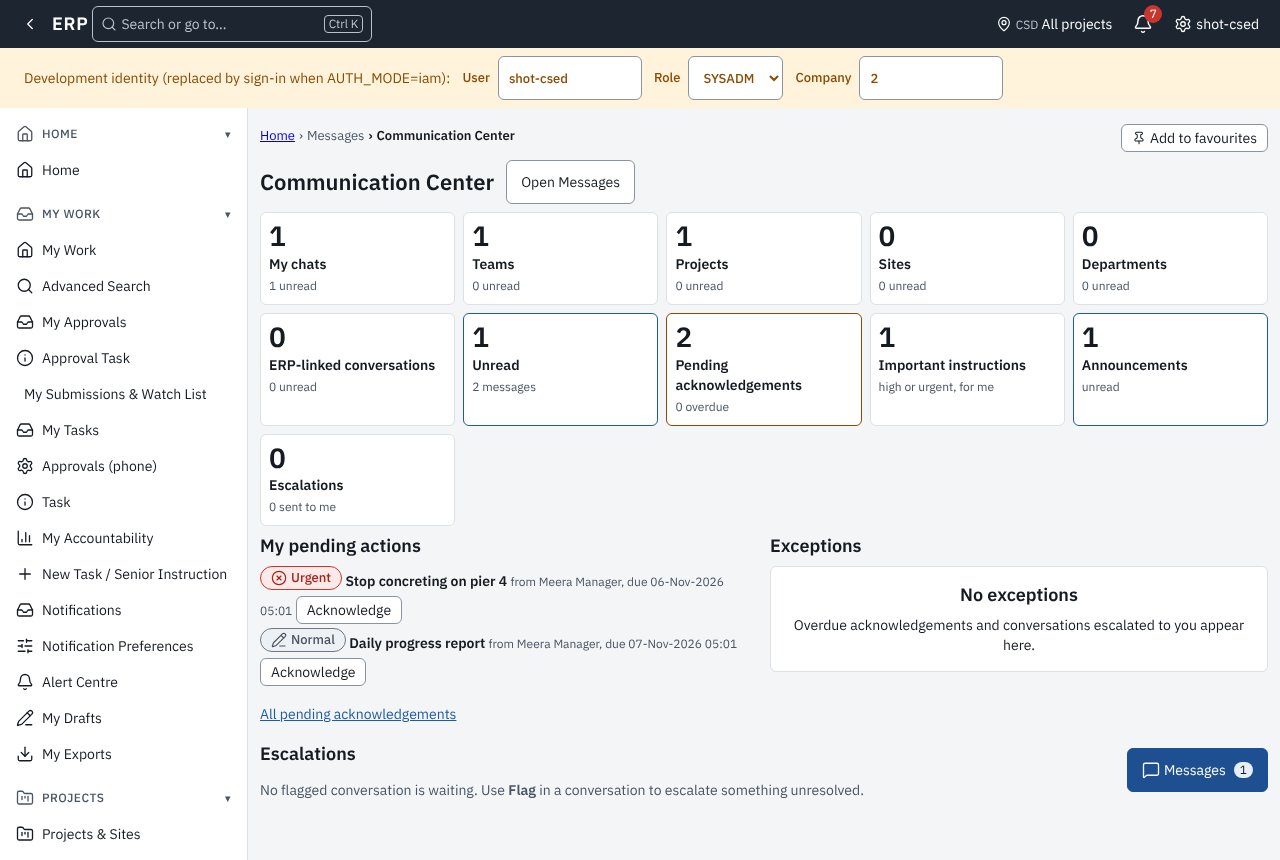 ERP
Search or go to...
Ctrl K
CSD All projects
7
shot-csed
Development identity (replaced by sign-in when AUTH_MODE=iam):
User
shot-csed
Role
SYSADM
Company
2
HOME
Home
MY WORK
My Work
Advanced Search
My Approvals
Approval Task
My Submissions & Watch List
My Tasks
Approvals (phone)
Task
My Accountability
New Task / Senior Instruction
Notifications
Notification Preferences
Alert Centre
My Drafts
My Exports
PROJECTS
Projects & Sites
Home › Messages › Communication Center
Add to favourites
Communication Center
Open Messages
1
My chats
1 unread
1
Teams
0 unread
1
Projects
0 unread
0
Sites
0 unread
0
Departments
0 unread
0
ERP-linked conversations
0 unread
1
Unread
2 messages
2
Pending
acknowledgements
0 overdue
1
Important instructions
high or urgent, for me
1
Announcements
unread
0
Escalations
0 sent to me
My pending actions
Urgent Stop concreting on pier 4 from Meera Manager, due 06-Nov-2026
05:01 Acknowledge
Normal Daily progress report from Meera Manager, due 07-Nov-2026 05:01
Acknowledge
All pending acknowledgements
Exceptions
No exceptions
Overdue acknowledgements and conversations escalated to you appear
here.
Escalations
No flagged conversation is waiting. Use Flag in a conversation to escalate something unresolved.
Messages 1